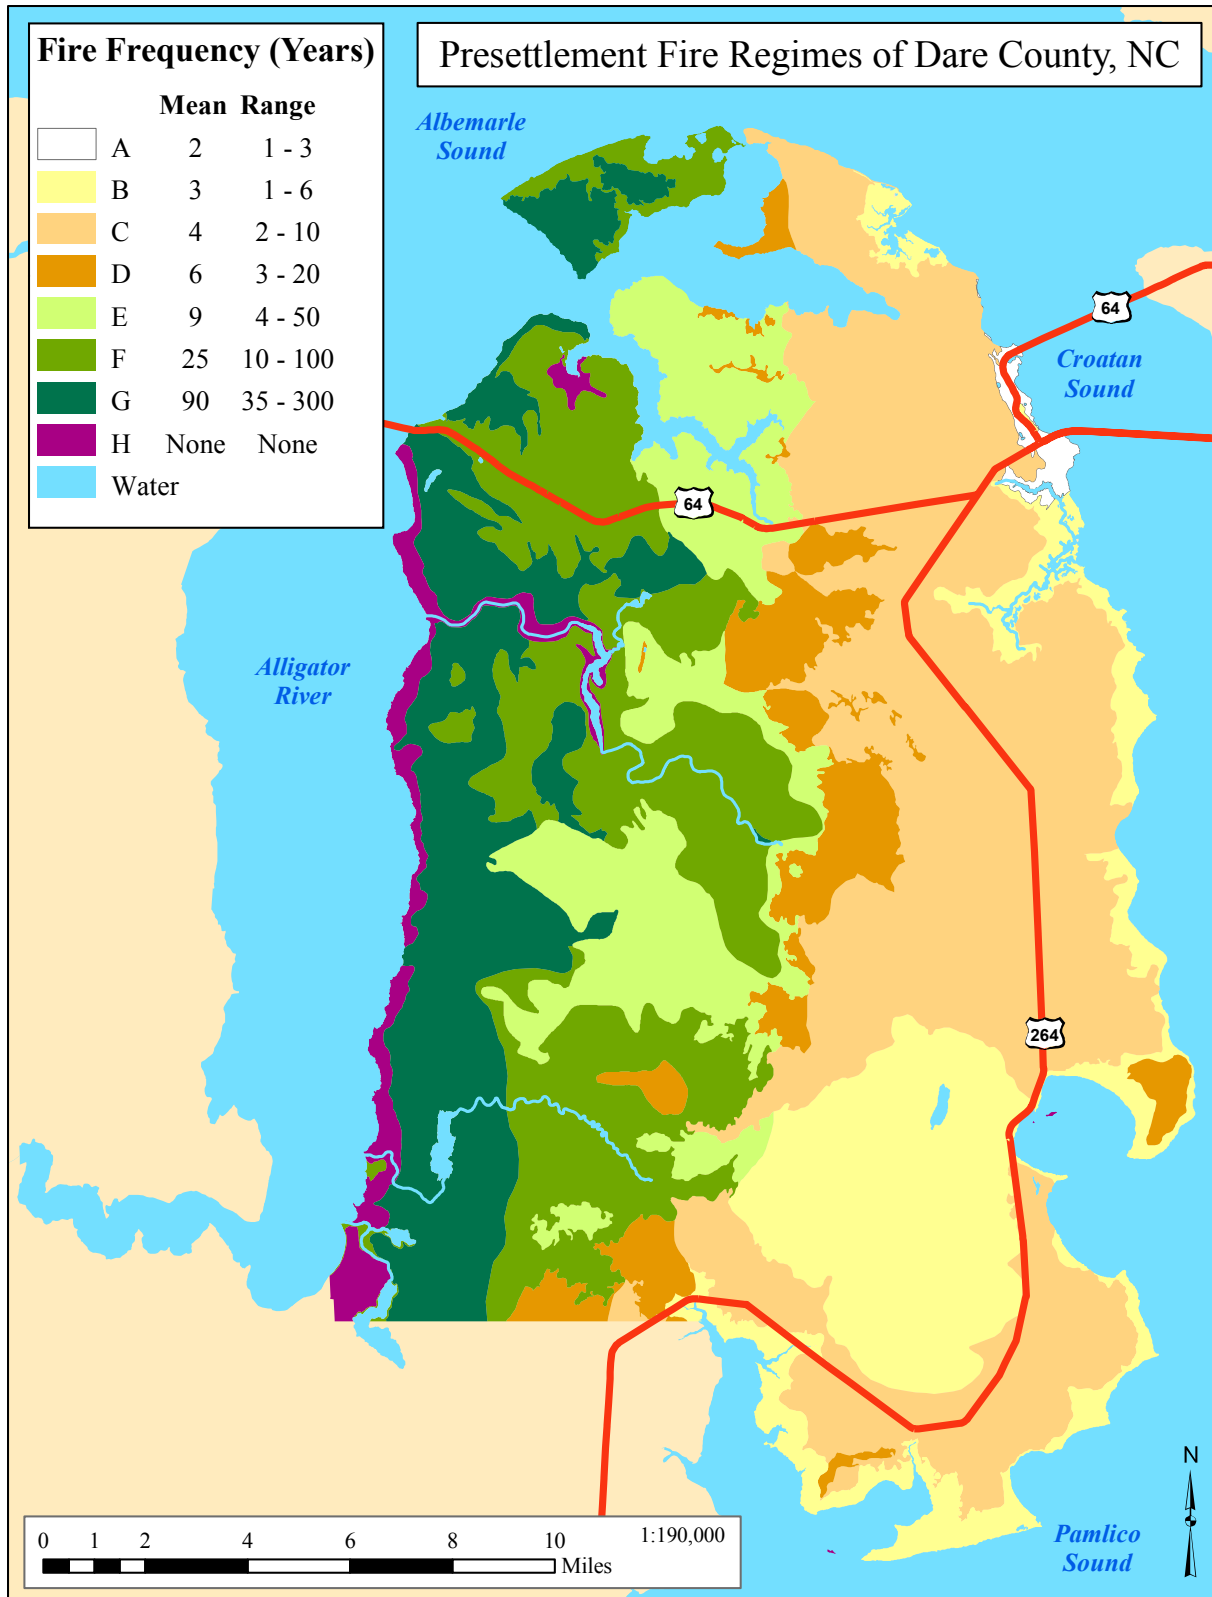 Presettlement Fire Regimes of Dare County, NC
Fire Frequency (Years)
Mean Range
A 2 1 - 3
B 3 1 - 6
C 4 2 - 10
D 6 3 - 20
E 9 4 - 50
F 25 10 - 100
G 90 35 - 300
H None None
Water
Albemarle
Sound
64
Croatan
Sound
64
Alligator
River
264
N
Pamlico
Sound
0 1 2 4 6 8 10
Miles
1:190,000